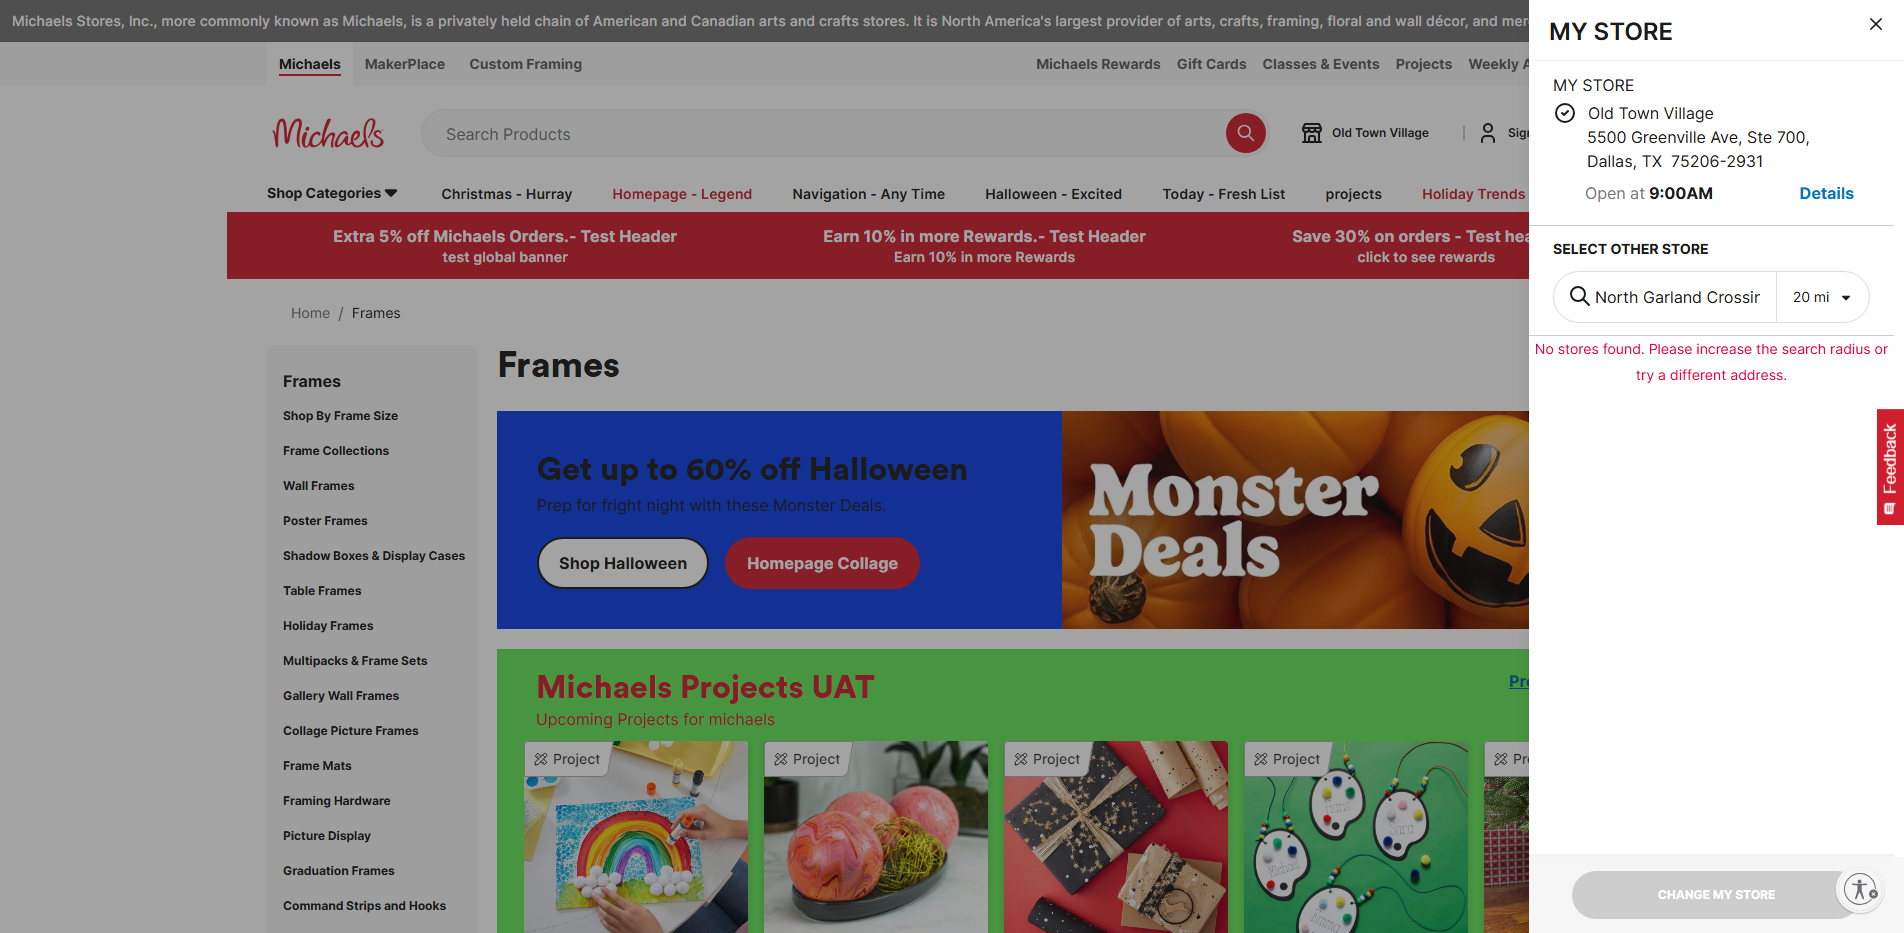 Michaels Stores, Inc., more commonly known as Michaels, is a privately held chain of American and Canadian arts and crafts stores. It is North America's largest provider of arts, crafts, framing, floral and wall décor, and
Michaels MakerPlace Custom Framing
Michaels Rewards Gift Cards Classes & Events Projects Weekly
Michaels
Search Products
Old Town Village
Christmas - Hurray Homepage - Legend Navigation - Any Time Halloween - Excited Today - Fresh List projects Holiday Trends
Shop Categories
Extra 5% off Michaels Orders.- Test Header
test global banner
Earn 10% in more Rewards.- Test Header
Earn 10% in more Rewards
Save 30% on orders - Test
click to see rewards
Home / Frames
Frames
Shop By Frame Size
Frame Collections
Wall Frames
Poster Frames
Shadow Boxes & Display Cases
Table Frames
Holiday Frames
Multipacks & Frame Sets
Gallery Wall Frames
Collage Picture Frames
Frame Mats
Framing Hardware
Picture Display
Graduation Frames
Command Strips and Hooks
Frames
Get up to 60% off Halloween
Prep for fright night with these Monster Deals.
Shop Halloween Homepage Collage
Monster
Deals
Michaels Projects UAT
Upcoming Projects for michaels
Project
Project
Project
Project
MY STORE
MY STORE
Old Town Village
5500 Greenville Ave, Ste 700,
Dallas, TX 75206-2931
Open at 9:00AM Details
SELECT OTHER STORE
North Garland Crossin 20 mi
No stores found. Please increase the search radius or
try a different address.
Feedback
CHANGE MY STORE